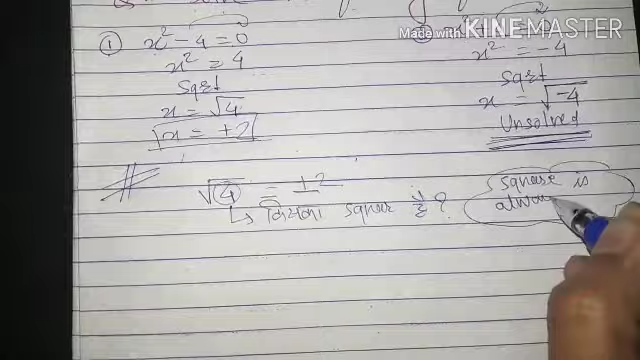 ① x² - 4 = 0
x² = 4
Sqrt
x = √4
x = ±2
Made with KINEMASTER
x² = -4
Sqrt
x = √-4
Unsolved
√4 = ±2
↳ किसका square है ?
Square is
alwa